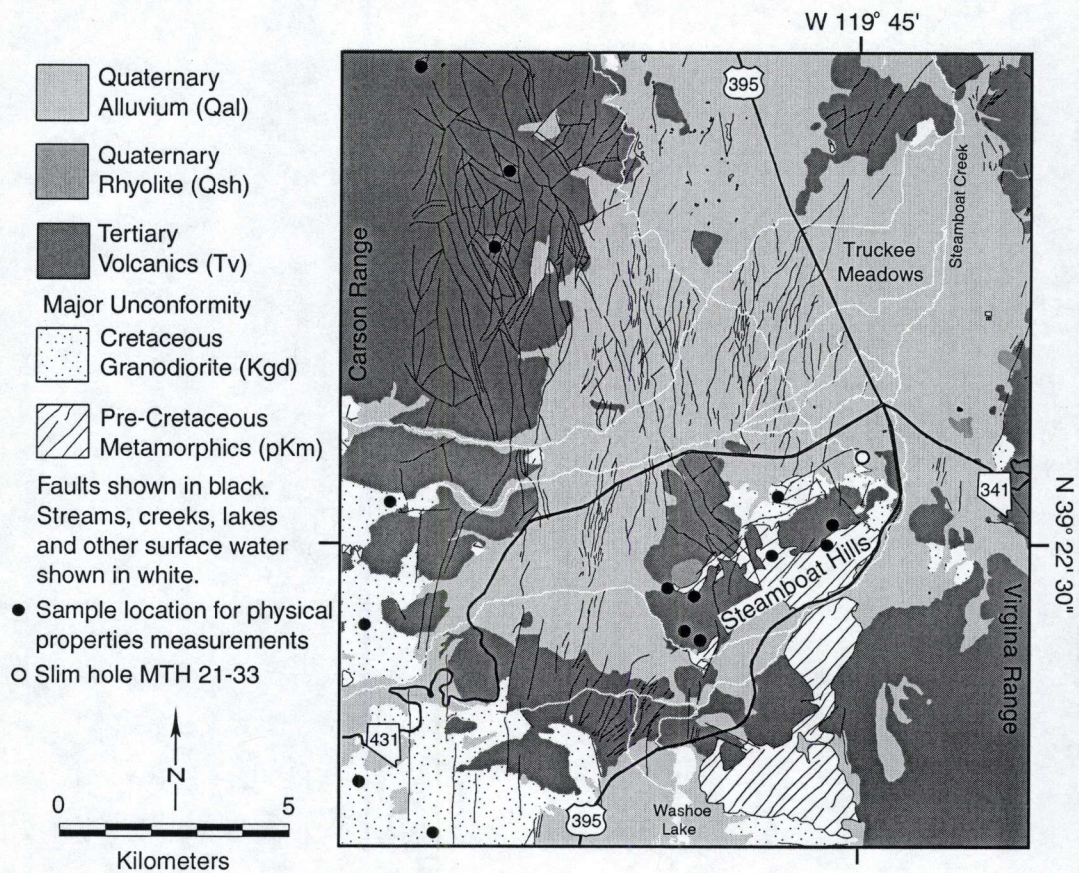 W 119° 45'
Quaternary
Alluvium (Qal)
Quaternary
Rhyolite (Qsh)
Tertiary
Volcanics (Tv)
Major Unconformity
Cretaceous
Granodiorite (Kgd)
Pre-Cretaceous
Metamorphics (pKm)
Faults shown in black.
Streams, creeks, lakes
and other surface water
shown in white.
Sample location for physical
properties measurements
Slim hole MTH 21-33
N
0 5
Kilometers
395
Carson Range
Truckee
Meadows
Steamboat Creek
341
N 39° 22' 30"
Steamboat Hills
Virgina Range
431
395
Washoe
Lake